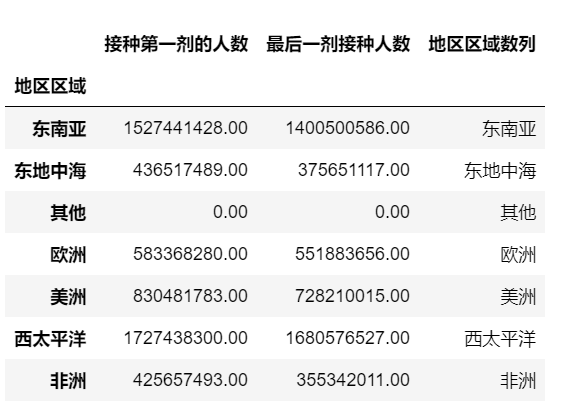 接种第一剂的人数 最后一剂接种人数 地区区域数列
地区区域
东南亚 1527441428.00 1400500586.00 东南亚
东地中海 436517489.00 375651117.00 东地中海
其他 0.00 0.00 其他
欧洲 583368280.00 551883656.00 欧洲
美洲 830481783.00 728210015.00 美洲
西太平洋 1727438300.00 1680576527.00 西太平洋
非洲 425657493.00 355342011.00 非洲